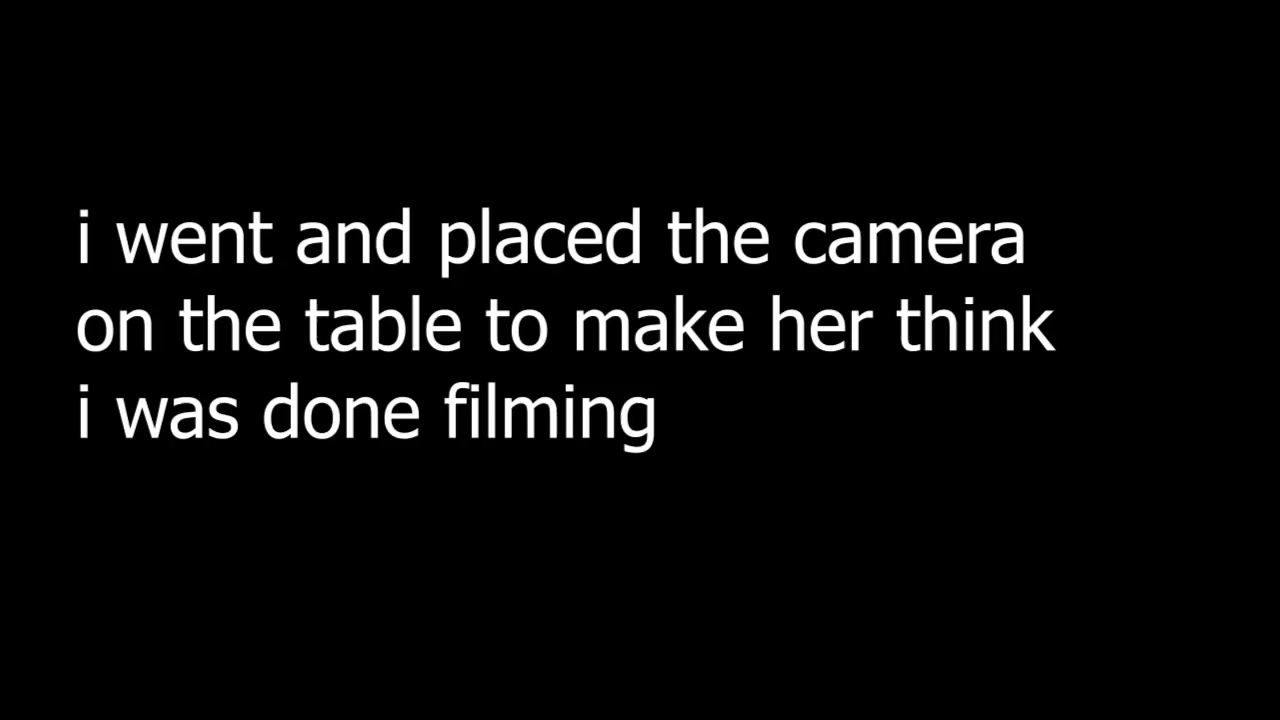 i went and placed the camera
on the table to make her think
i was done filming